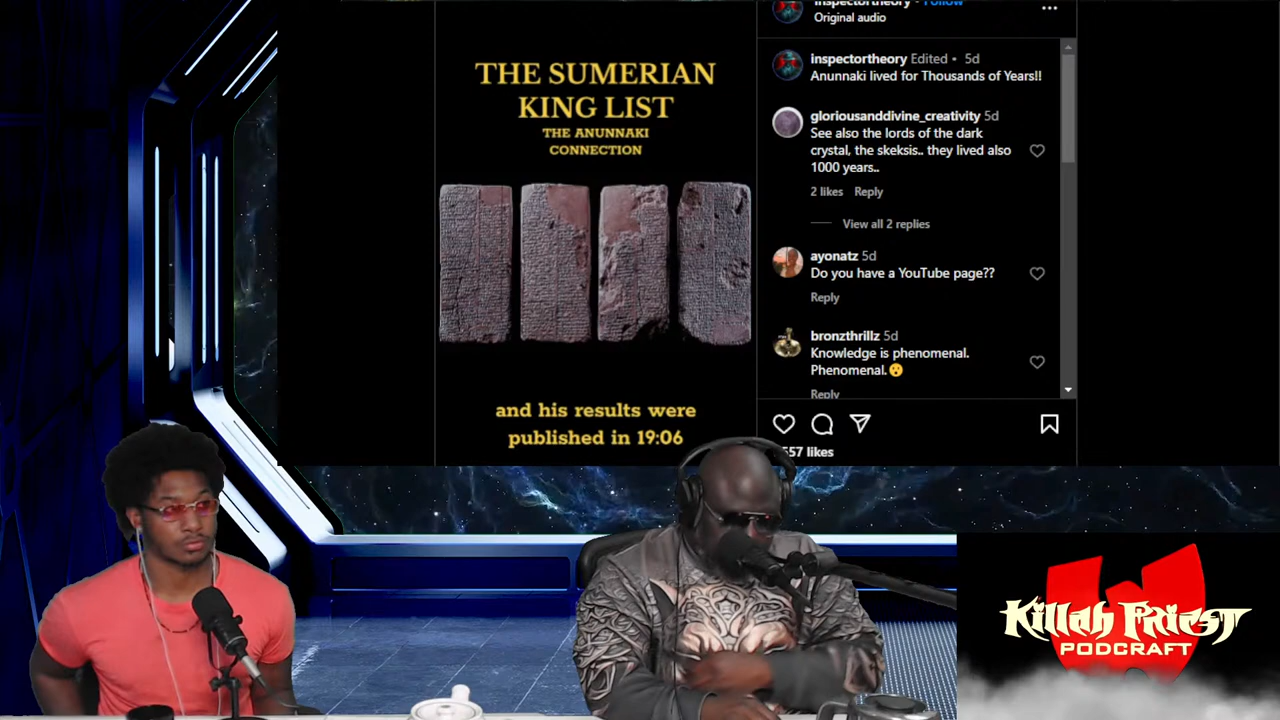 THE SUMERIAN
KING LIST
THE ANUNNAKI
CONNECTION
and his results were
published in 19:06
inspectortheory • Follow
Original audio
inspectortheory Edited • 5d
Anunnaki lived for Thousands of Years!!
gloriousanddivine_creativity 5d
See also the lords of the dark
crystal, the skeksis.. they lived also
1000 years..
2 likes Reply
View all 2 replies
ayonatz 5d
Do you have a YouTube page??
Reply
bronzthrillz 5d
Knowledge is phenomenal.
Phenomenal.😮
Reply
557 likes
Killah Priest
PODCRAFT